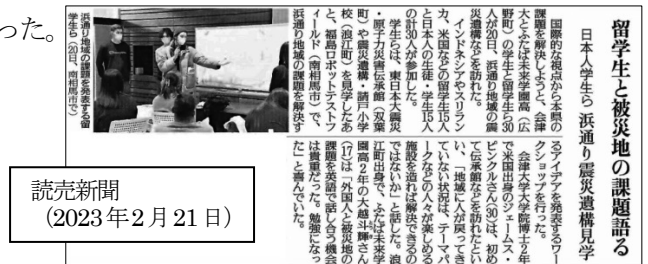 った。
留学生と被災地の課題語る
日本人学生ら 浜通り震災遺構見学
国際的な視点から本県の
課題を解決しようと、会津
大とふたば未来学園高（広
野町）の学生と留学生ら30
人が20日、浜通り地域の震
災遺構などを訪れた。
インドネシアやスリラン
カ、米国などの留学生15人
と日本人の生徒・学生15人
の計30人が参加した。
学生らは、東日本大震災
・原子力災害伝承館（双葉
町）や震災遺構・請戸小学
校（浪江町）を見学したあ
と、福島ロボットテストフ
ィールド（南相馬市）で、
浜通り地域の課題を解決す
るアイデアを発表するワー
クショップを行った。
会津大学大学院博士2年
で米国出身のジェームス・
ピンクルさん(30)は、初め
て伝承館などを訪れたとい
い、「地域に人が戻ってき
ていない状況は、テーマパ
ークなどの人々が楽しめる
施設を造れば解決できるの
ではないか」と話した。浪
江町出身で、ふたば未来学
園高2年の大越斗輝さん
(17)は「外国人と被災地の
課題を英語で話し合う機会
は貴重だった。勉強になっ
た」と喜んでいた。
浜通り地域の課題を発表する留
学生ら（20日、南相馬市で）
読売新聞
（2023年2月21日）